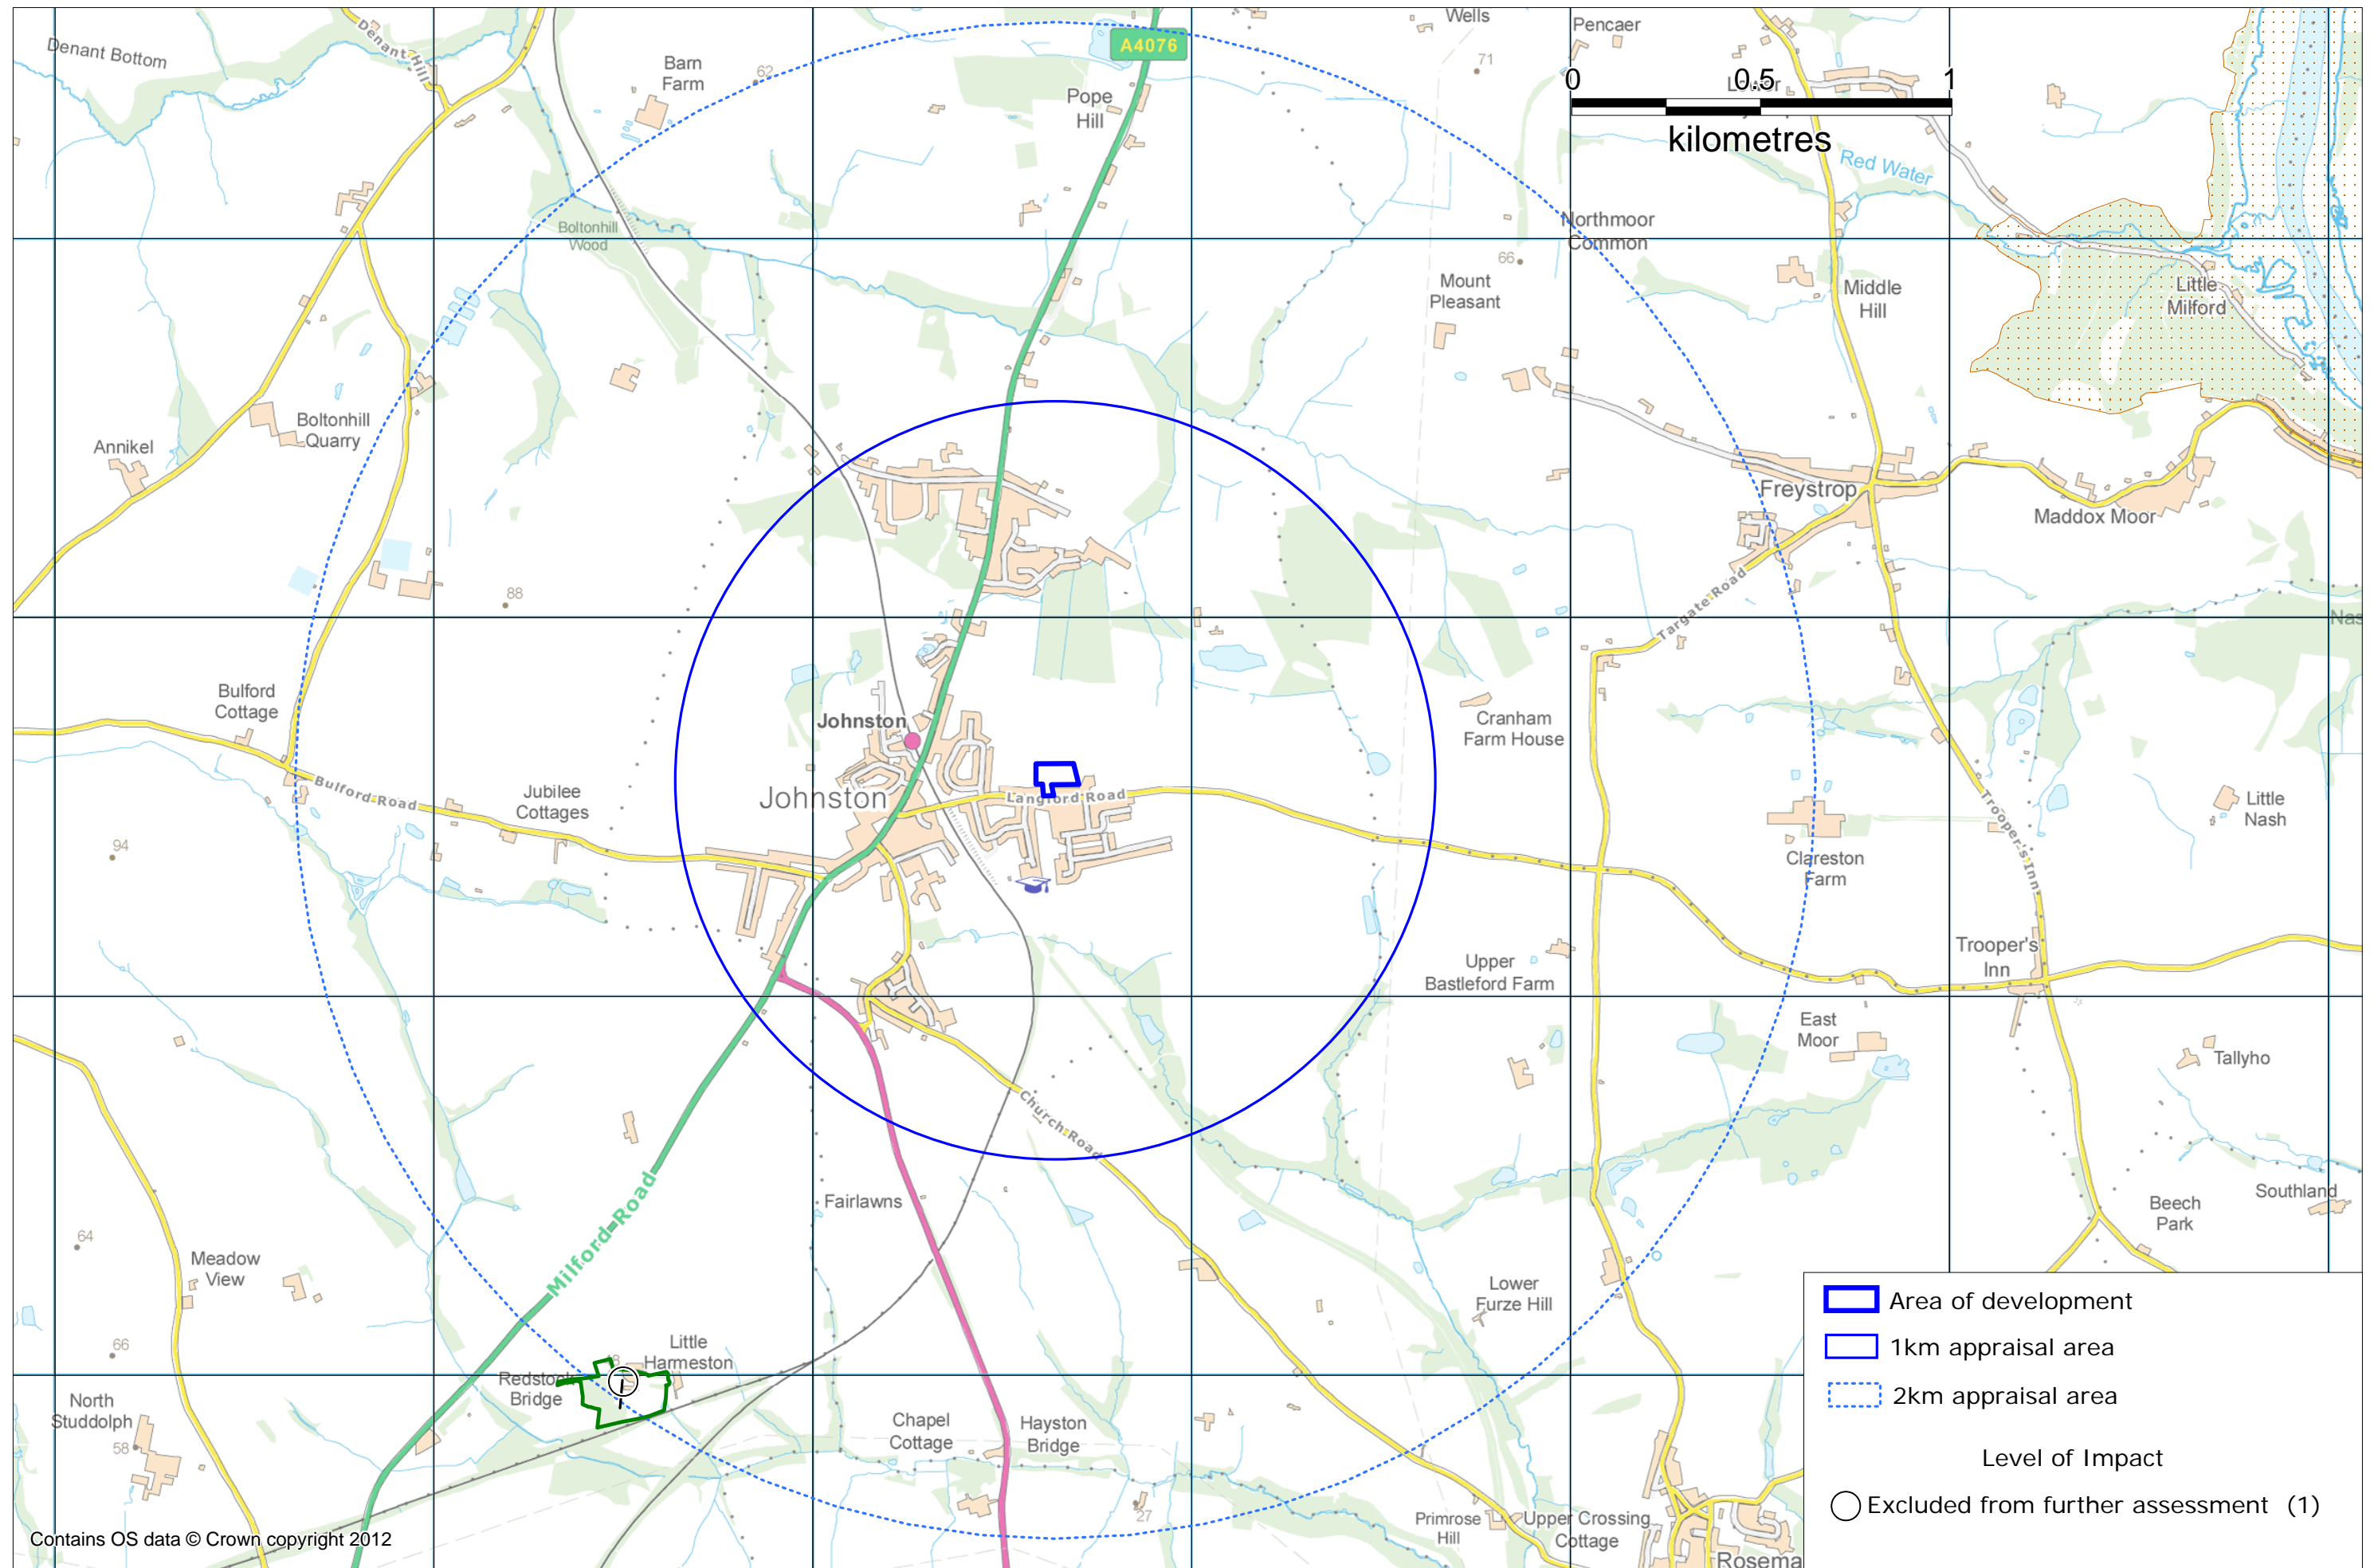 Denant Bottom
Denant Hill
Barn
Farm
62
A4076
Pope
Hill
Wells
71
Pencaer
0 0.5 1
Lower
kilometres
Red Water
Boltonhill
Wood
Northmoor
Common
66
Mount
Pleasant
Middle
Hill
Little
Milford
Boltonhill
Quarry
Annikel
Freystrop
Maddox Moor
88
Targate Road
Bulford
Cottage
Johnston
Cranham
Farm House
Bulford Road
Jubilee
Cottages
Johnston
Langford Road
Little
Nash
Trooper's Inn
94
Clareston
Farm
Upper
Bastleford Farm
Trooper's
Inn
East
Moor
Tallyho
Church Road
Milford Road
Fairlawns
Southland
Beech
Park
64
Meadow
View
Lower
Furze Hill
66
Little
Harmeston
Redstock
Bridge
North
Studdolph
58
Chapel
Cottage
Hayston
Bridge
27
Primrose
Hill
Upper Crossing
Cottage
Rosema
Area of development
1km appraisal area
2km appraisal area
Level of Impact
Excluded from further assessment (1)
Contains OS data © Crown copyright 2012